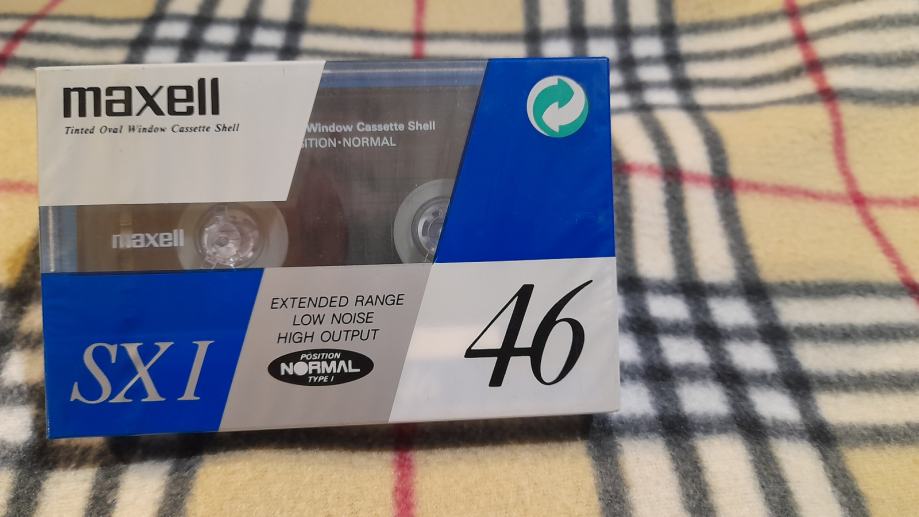 maxell
Tinted Oval Window Cassette Shell
Window Cassette Shell
ITION·NORMAL
maxell
EXTENDED RANGE
LOW NOISE
HIGH OUTPUT
POSITION
NORMAL
TYPE I
SX I
46